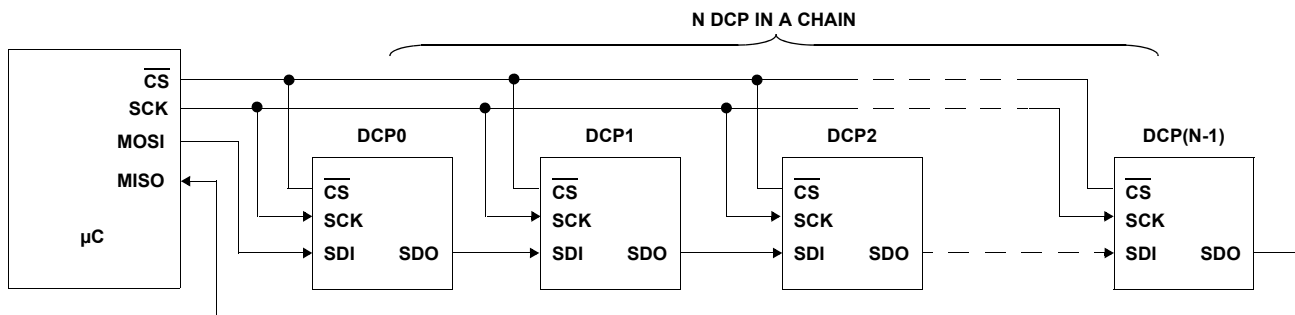 N DCP IN A CHAIN
CS
SCK
MOSI
MISO
µC
DCP0
CS
SCK
SDI SDO
DCP1
CS
SCK
SDI SDO
DCP2
CS
SCK
SDI SDO
DCP(N-1)
CS
SCK
SDI SDO